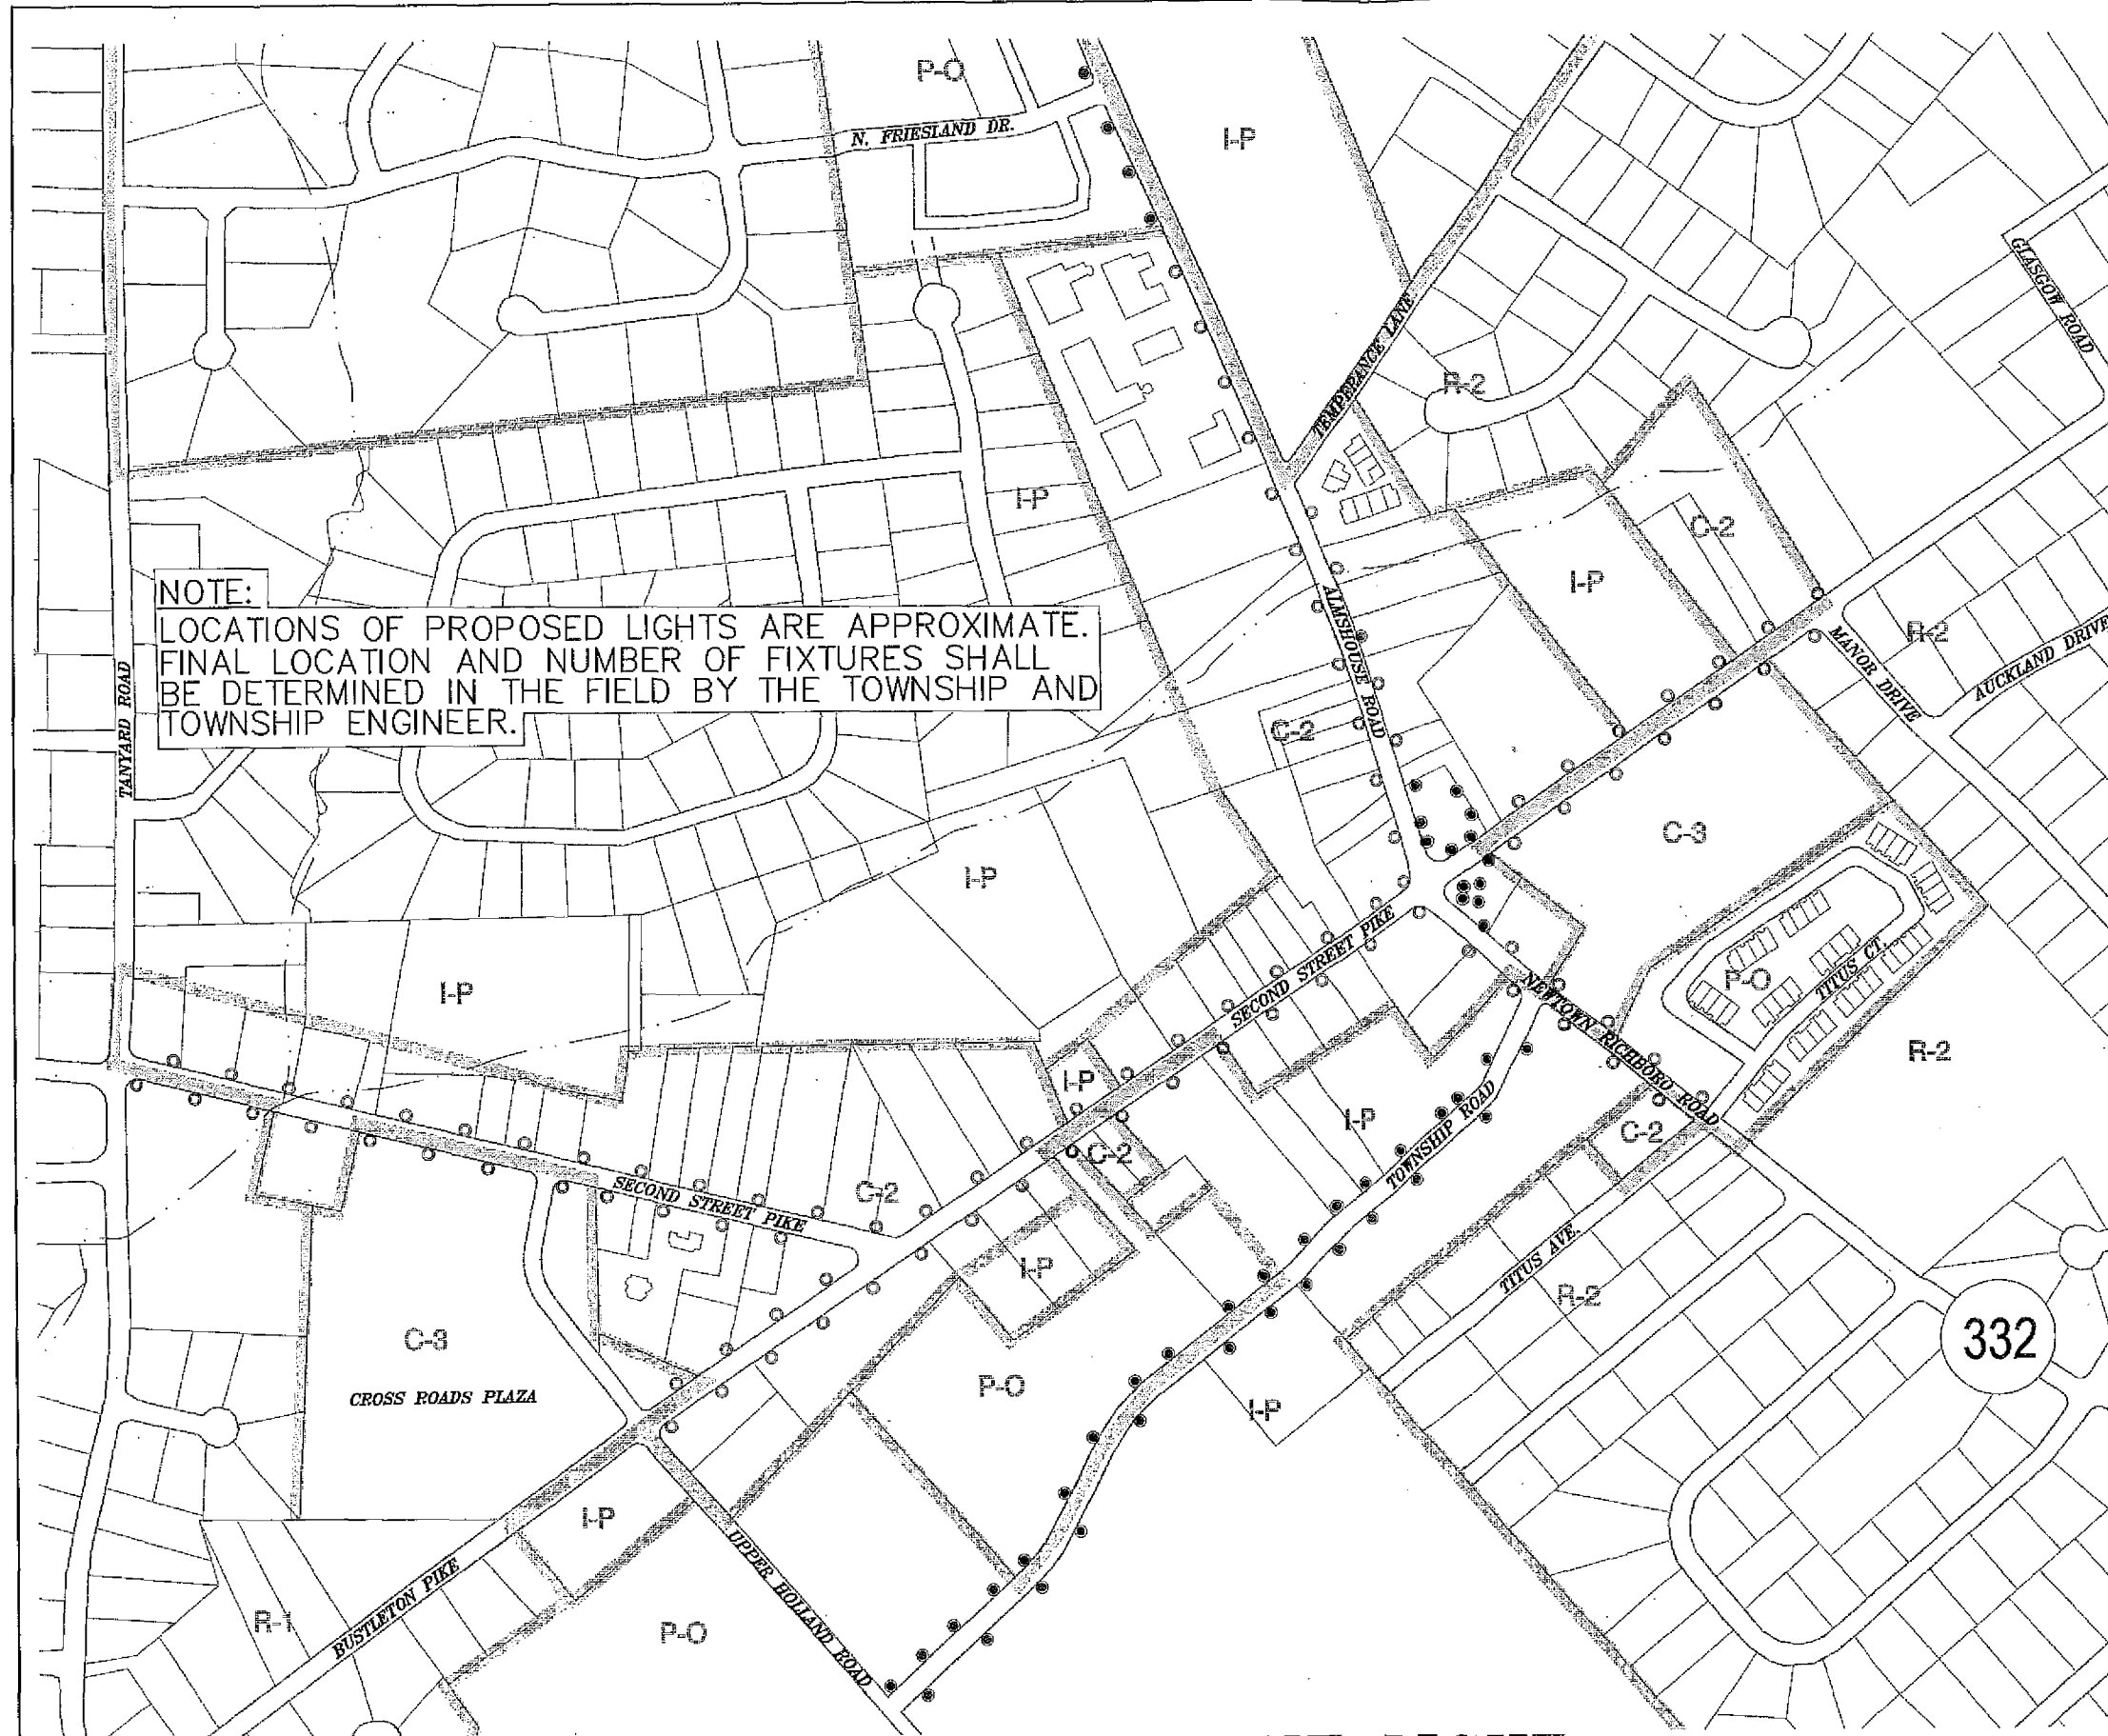 P-O
N. FRIESLAND DR.
I-P
GLASGOW ROAD
TEMPERANCE LANE
R-2
I-P
C-2
I-P
NOTE:
LOCATIONS OF PROPOSED LIGHTS ARE APPROXIMATE.
FINAL LOCATION AND NUMBER OF FIXTURES SHALL
BE DETERMINED IN THE FIELD BY THE TOWNSHIP AND
TOWNSHIP ENGINEER.
TANYARD ROAD
ALMSHOUSE ROAD
R-2
MANOR DRIVE
AUCKLAND DRIVE
C-2
C-3
I-P
SECOND STREET PIKE
I-P
P-O
TITUS CT.
NEWTOWN RICHBORO ROAD
R-2
I-P
I-P
TOWNSHIP ROAD
C-2
C-2
SECOND STREET PIKE
C-2
I-P
TITUS AVE.
R-2
332
C-3
CROSS ROADS PLAZA
P-O
I-P
I-P
BUSTLETON PIKE
UPPER HOLLAND ROAD
R-1
P-O